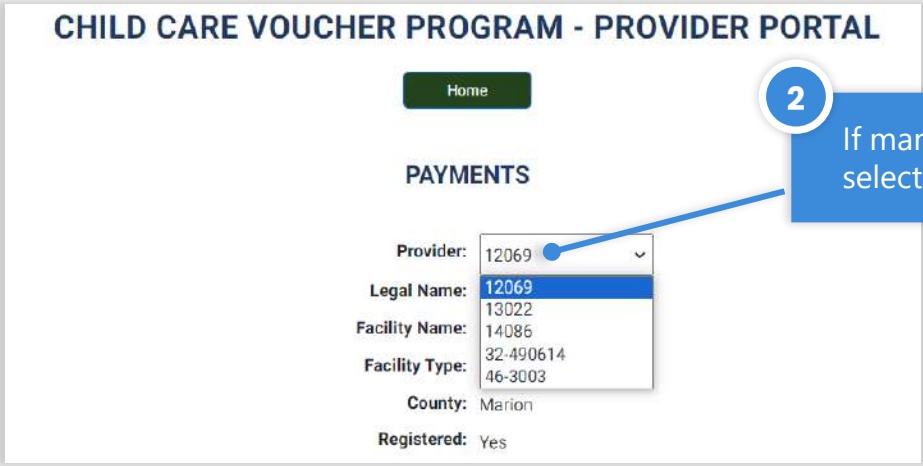 CHILD CARE VOUCHER PROGRAM - PROVIDER PORTAL
Home
2
If
select
PAYMENTS
Provider: 12069
12069
13022
14086
32-490614
46-3003
Legal Name:
Facility Name:
Facility Type:
County: Marion
Registered: Yes